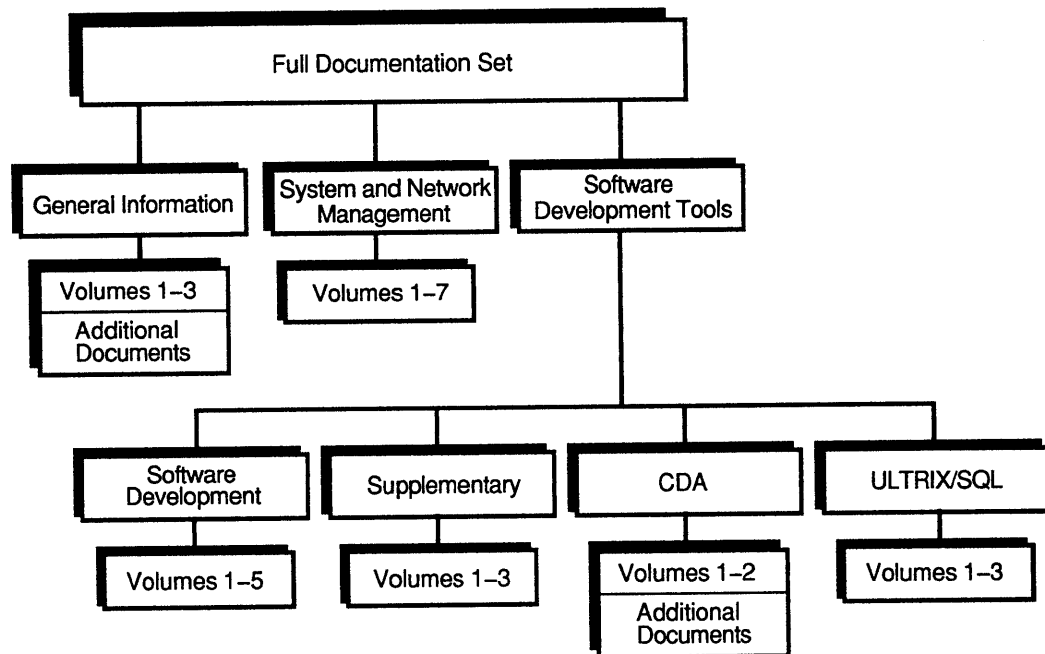 Full Documentation Set
General Information
System and Network
Management
Software
Development Tools
Volumes 1–3
Additional
Documents
Volumes 1–7
Software
Development
Supplementary
CDA
ULTRIX/SQL
Volumes 1–5
Volumes 1–3
Volumes 1–2
Additional
Documents
Volumes 1–3